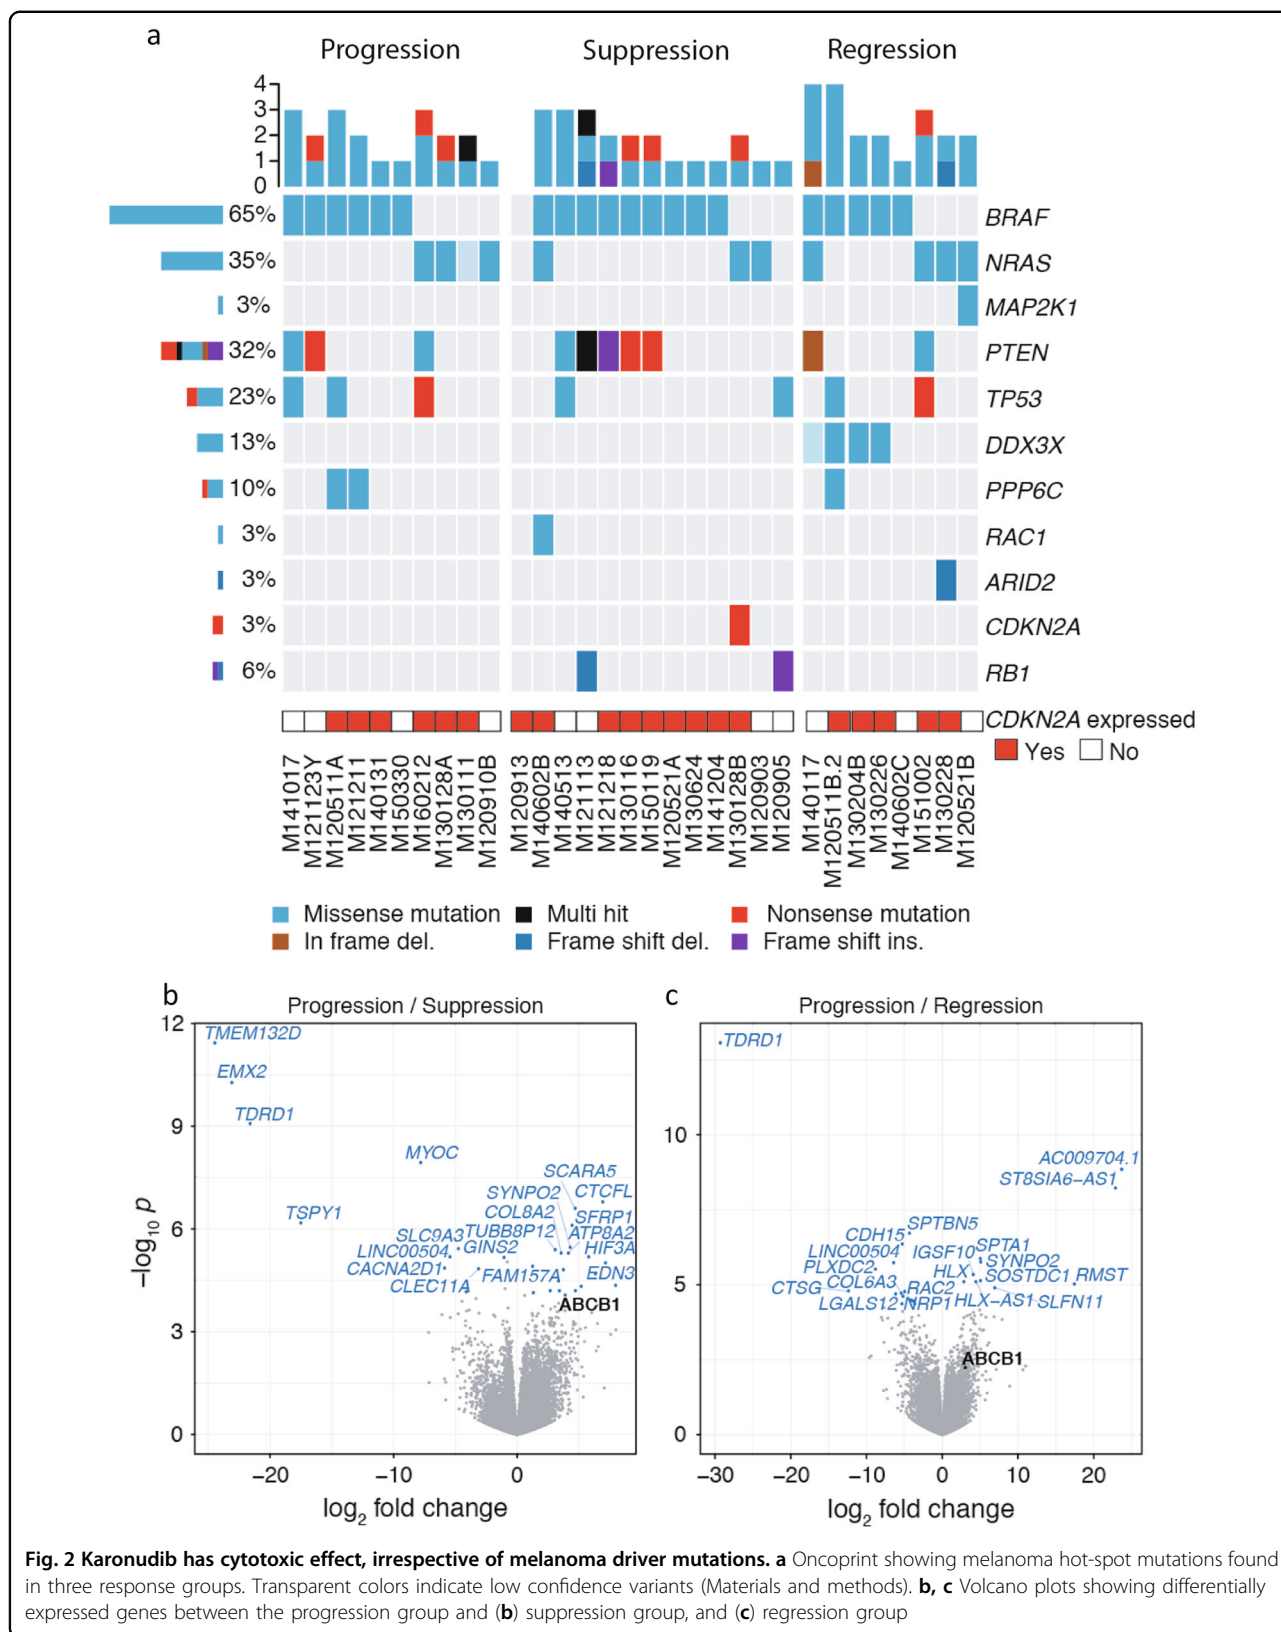 a
Progression Suppression Regression
4
3
2
1
0
65% BRAF
35% NRAS
3% MAP2K1
32% PTEN
23% TP53
13% DDX3X
10% PPP6C
3% RAC1
3% ARID2
3% CDKN2A
6% RB1
CDKN2A expressed
Yes No
M141017
M121123Y
M120511A
M121211
M140131
M150330
M160212
M130128A
M130111
M120910B
M120913
M140602B
M140513
M121113
M121218
M130116
M150119
M120521A
M130624
M141204
M130128B
M120903
M120905
M140117
M120511B.2
M130204B
M130226
M140602C
M151002
M130228
M120521B
Missense mutation Multi hit Nonsense mutation
In frame del. Frame shift del. Frame shift ins.
b
Progression / Suppression
12
9
6
3
0
−log10 p
TMEM132D
EMX2
TDRD1
MYOC
TSPY1
SCARA5
SYNPO2 CTCFL
COL8A2 SFRP1
SLC9A3 TUBB8P12 ATP8A2
LINC00504 GINS2 HIF3A
CACNA2D1 FAM157A EDN3
CLEC11A
ABCB1
−20 −10 0
log2 fold change
c
Progression / Regression
10
5
0
TDRD1
AC009704.1
ST8SIA6−AS1
SPTBN5
CDH15
LINC00504 IGSF10 SPTA1
PLXDC2 HLX SYNPO2
CTSG COL6A3 RAC2 SOSTDC1 RMST
LGALS12 NRP1 HLX−AS1 SLFN11
ABCB1
−30 −20 −10 0 10 20
log2 fold change
Fig. 2 Karonudib has cytotoxic effect, irrespective of melanoma driver mutations. a Oncoprint showing melanoma hot-spot mutations found
in three response groups. Transparent colors indicate low confidence variants (Materials and methods). b, c Volcano plots showing differentially
expressed genes between the progression group and (b) suppression group, and (c) regression group